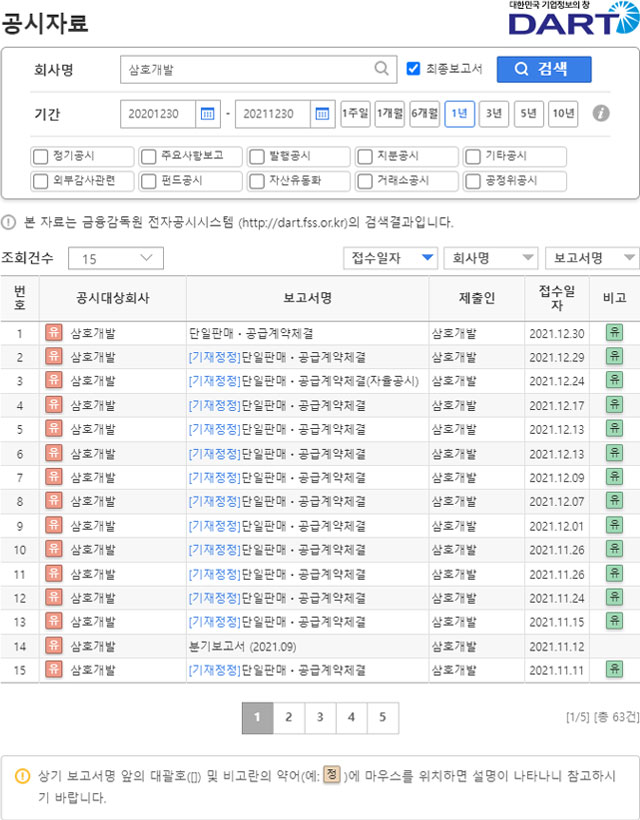 공시자료
대한민국 기업정보의 창
DART
회사명 삼호개발 최종보고서 검색
기간 20201230 - 20211230 1주일 1개월 6개월 1년 3년 5년 10년 i
정기공시 주요사항보고 발행공시 지분공시 기타공시
외부감사관련 펀드공시 자산유동화 거래소공시 공정위공시
본 자료는 금융감독원 전자공시시스템 (http://dart.fss.or.kr)의 검색결과입니다.
조회건수 15 접수일자 회사명 보고서명
번호 공시대상회사 보고서명 제출인 접수일자 비고
1 유 삼호개발 단일판매ㆍ공급계약체결 삼호개발 2021.12.30 유
2 유 삼호개발 [기재정정]단일판매ㆍ공급계약체결 삼호개발 2021.12.29 유
3 유 삼호개발 [기재정정]단일판매ㆍ공급계약체결(자율공시) 삼호개발 2021.12.24 유
4 유 삼호개발 [기재정정]단일판매ㆍ공급계약체결 삼호개발 2021.12.17 유
5 유 삼호개발 [기재정정]단일판매ㆍ공급계약체결 삼호개발 2021.12.13 유
6 유 삼호개발 [기재정정]단일판매ㆍ공급계약체결 삼호개발 2021.12.13 유
7 유 삼호개발 [기재정정]단일판매ㆍ공급계약체결 삼호개발 2021.12.09 유
8 유 삼호개발 [기재정정]단일판매ㆍ공급계약체결 삼호개발 2021.12.07 유
9 유 삼호개발 [기재정정]단일판매ㆍ공급계약체결 삼호개발 2021.12.01 유
10 유 삼호개발 [기재정정]단일판매ㆍ공급계약체결 삼호개발 2021.11.26 유
11 유 삼호개발 [기재정정]단일판매ㆍ공급계약체결 삼호개발 2021.11.26 유
12 유 삼호개발 [기재정정]단일판매ㆍ공급계약체결 삼호개발 2021.11.24 유
13 유 삼호개발 [기재정정]단일판매ㆍ공급계약체결 삼호개발 2021.11.15 유
14 유 삼호개발 분기보고서 (2021.09) 삼호개발 2021.11.12
15 유 삼호개발 [기재정정]단일판매ㆍ공급계약체결 삼호개발 2021.11.11 유
1 2 3 4 5 [1/5] [총 63건]
상기 보고서명 앞의 대괄호([]) 및 비고란의 약어(예: 정 )에 마우스를 위치하면 설명이 나타나니 참고하시
기 바랍니다.